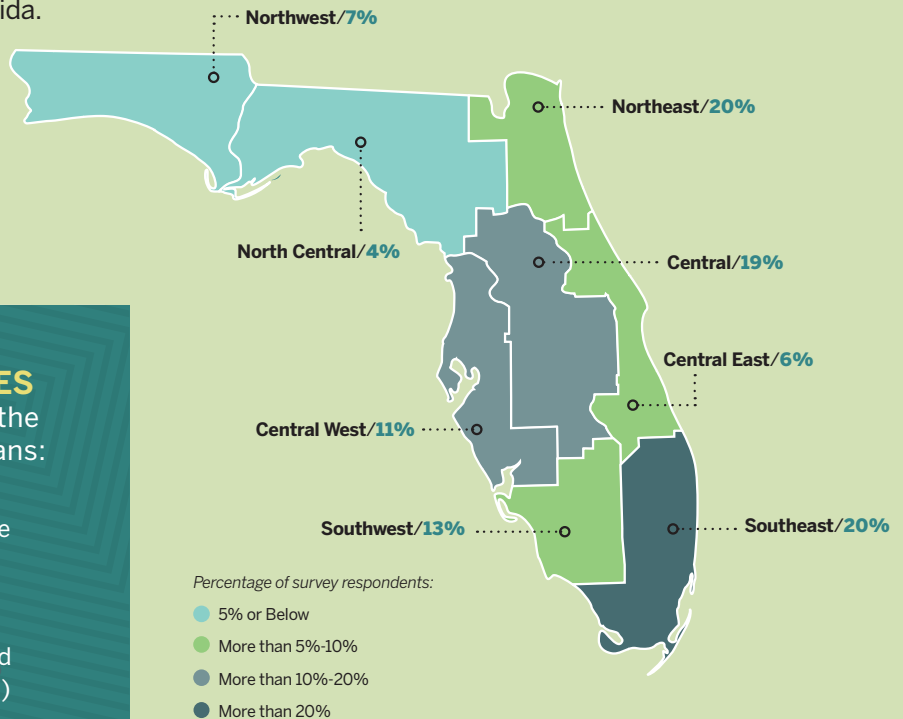 ida.
Northwest/7%
Northeast/20%
North Central/4%
Central/19%
ES
the
ans:
Central East/6%
Central West/11%
e
Southwest/13%
Southeast/20%
Percentage of survey respondents:
5% or Below
More than 5%-10%
More than 10%-20%
More than 20%
d
)